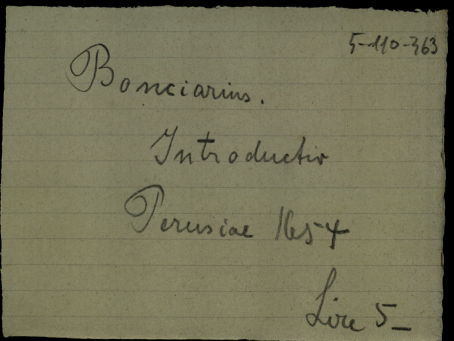 5-110-363
Bonciarius.
Introductio
Perusiae 1654
Lire 5_